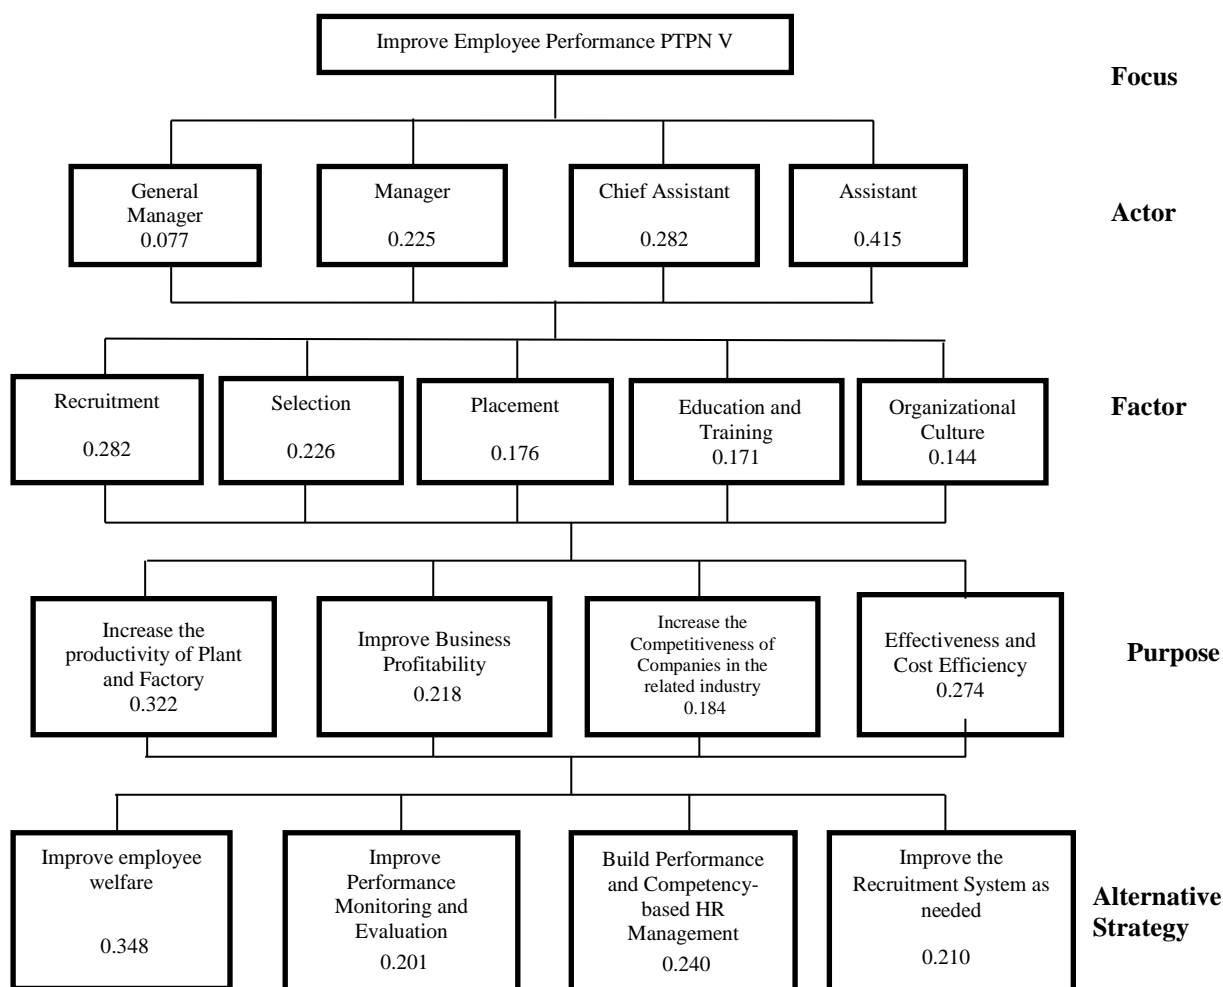 Improve Employee Performance PTPN V
Focus
General
Manager
0.077
Manager
0.225
Chief Assistant
0.282
Assistant
0.415
Actor
Recruitment
0.282
Selection
0.226
Placement
0.176
Education and
Training
0.171
Organizational
Culture
0.144
Factor
Increase the
productivity of Plant
and Factory
0.322
Improve Business
Profitability
0.218
Increase the
Competitiveness of
Companies in the
related industry
0.184
Effectiveness and
Cost Efficiency
0.274
Purpose
Improve employee
welfare
0.348
Improve
Performance
Monitoring and
Evaluation
0.201
Build Performance
and Competency-
based HR
Management
0.240
Improve the
Recruitment System as
needed
0.210
Alternative
Strategy